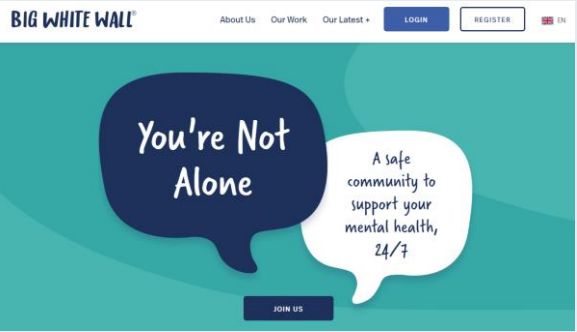 BIG WHITE WALL®
About Us Our Work Our Latest LOGIN REGISTER EN
You're Not
Alone
A safe
community to
support your
mental health,
24/7
JOIN US